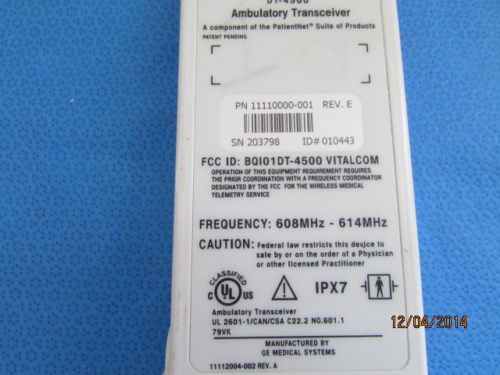 DT-4500
Ambulatory Transceiver
A component of the PatientNet® Suite of Products
PATENT PENDING
PN 11110000-001 REV. E
SN 203798 ID# 010443
FCC ID: BQI01DT-4500 VITALCOM
OPERATION OF THIS EQUIPMENT REQUIREMENT REQUIRES
THE PRIOR COORDINATION WITH A FREQUENCY COORDINATOR
DESIGNATED BY THE FCC FOR THE WIRELESS MEDICAL
TELEMETRY SERVICE
FREQUENCY: 608MHz - 614MHz
CAUTION: Federal law restricts this device to
sale by or on the order of a Physician
or other licensed Practitioner
CLASSIFIED
C UL US IPX7
Ambulatory Transceiver
UL 2601-1/CAN/CSA C22.2 NO.601.1
79VK
MANUFACTURED BY
GE MEDICAL SYSTEMS
11112004-002 REV. A
12/04/2014